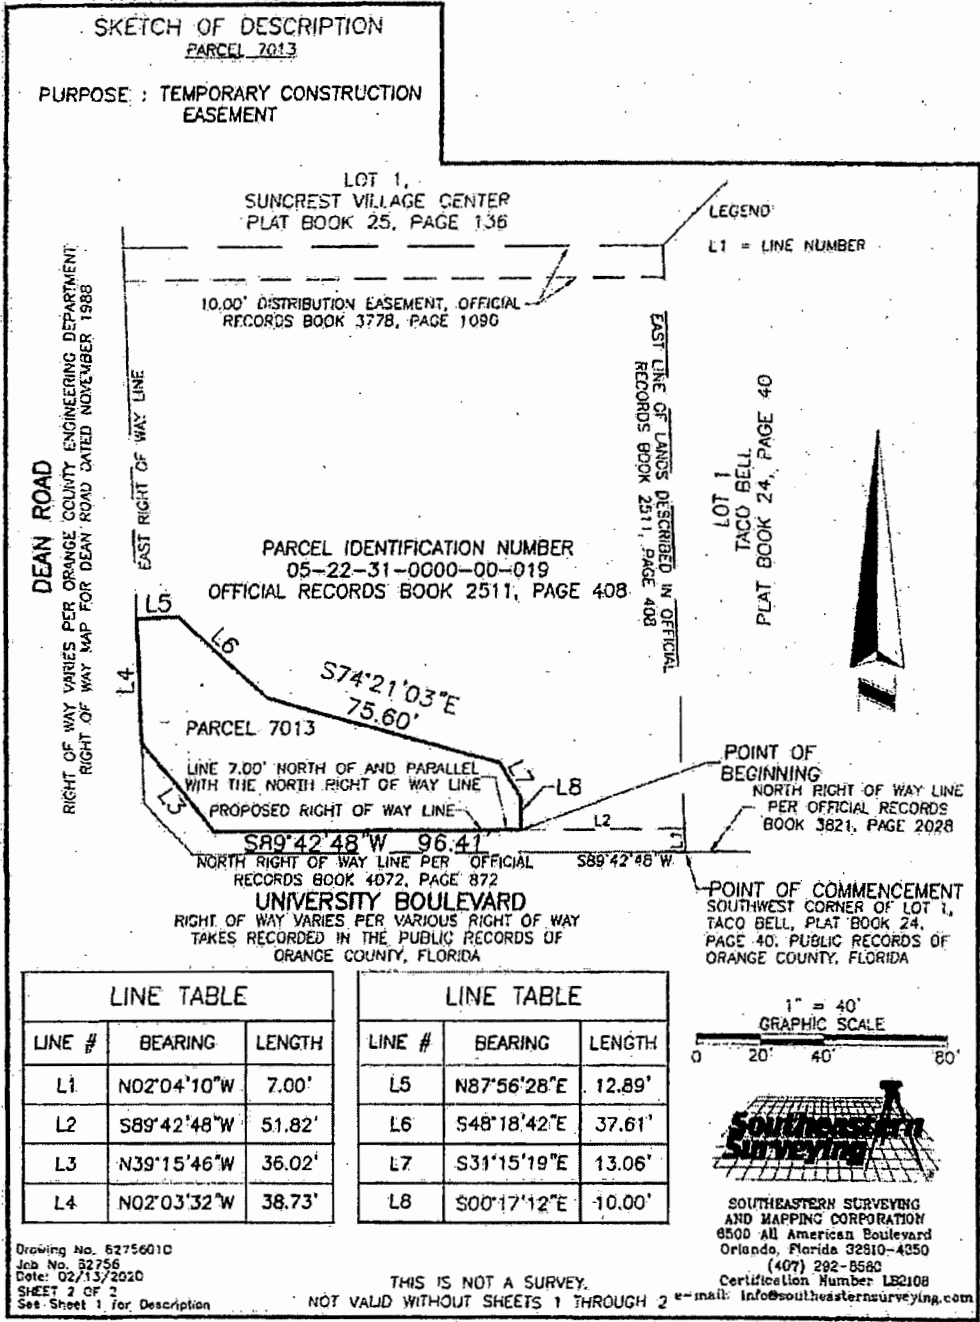 SKETCH OF DESCRIPTION
PARCEL 7013
PURPOSE : TEMPORARY CONSTRUCTION
EASEMENT
LOT 1,
SUNCREST VILLAGE CENTER
PLAT BOOK 25, PAGE 136
LEGEND
L1 = LINE NUMBER
10.00' DISTRIBUTION EASEMENT, OFFICIAL
RECORDS BOOK 3778, PAGE 1090
DEAN ROAD
RIGHT OF WAY VARIES PER ORANGE COUNTY ENGINEERING DEPARTMENT
RIGHT OF WAY MAP FOR DEAN ROAD DATED NOVEMBER 1988
EAST RIGHT OF WAY LINE
EAST LINE OF LANDS DESCRIBED IN OFFICIAL
RECORDS BOOK 2511, PAGE 408
LOT 1
TACO BELL
PLAT BOOK 24, PAGE 40
PARCEL IDENTIFICATION NUMBER
05-22-31-0000-00-019
OFFICIAL RECORDS BOOK 2511, PAGE 408
L5
L6
L4
S74°21'03"E
75.60'
PARCEL 7013
LINE 7.00' NORTH OF AND PARALLEL
WITH THE NORTH RIGHT OF WAY LINE
L7
L8
L3
PROPOSED RIGHT OF WAY LINE
POINT OF
BEGINNING
NORTH RIGHT OF WAY LINE
PER OFFICIAL RECORDS
BOOK 3821, PAGE 2028
L2
L1
S89°42'48"W 96.41
S89°42'48"W
NORTH RIGHT OF WAY LINE PER OFFICIAL
RECORDS BOOK 4072, PAGE 872
UNIVERSITY BOULEVARD
RIGHT OF WAY VARIES PER VARIOUS RIGHT OF WAY
TAKES RECORDED IN THE PUBLIC RECORDS OF
ORANGE COUNTY, FLORIDA
POINT OF COMMENCEMENT
SOUTHWEST CORNER OF LOT 1,
TACO BELL, PLAT BOOK 24,
PAGE 40, PUBLIC RECORDS OF
ORANGE COUNTY, FLORIDA
LINE TABLE
LINE # BEARING LENGTH
L1 N02°04'10"W 7.00'
L2 S89°42'48"W 51.82'
L3 N39°15'46"W 36.02'
L4 N02°03'32"W 38.73'
LINE TABLE
LINE # BEARING LENGTH
L5 N87°56'28"E 12.89'
L6 S48°18'42"E 37.61'
L7 S31°15'19"E 13.06'
L8 S00°17'12"E 10.00'
1" = 40'
GRAPHIC SCALE
0 20' 40' 80'
Southeastern
Surveying
SOUTHEASTERN SURVEYING
AND MAPPING CORPORATION
6500 All American Boulevard
Orlando, Florida 32810-4350
(407) 292-8580
Certification Number LB2108
e-mail: info@southeasternsurveying.com
Drawing No. 62756010
Job No. 62756
Date: 02/13/2020
SHEET 2 OF 2
See Sheet 1 for Description
THIS IS NOT A SURVEY.
NOT VALID WITHOUT SHEETS 1 THROUGH 2